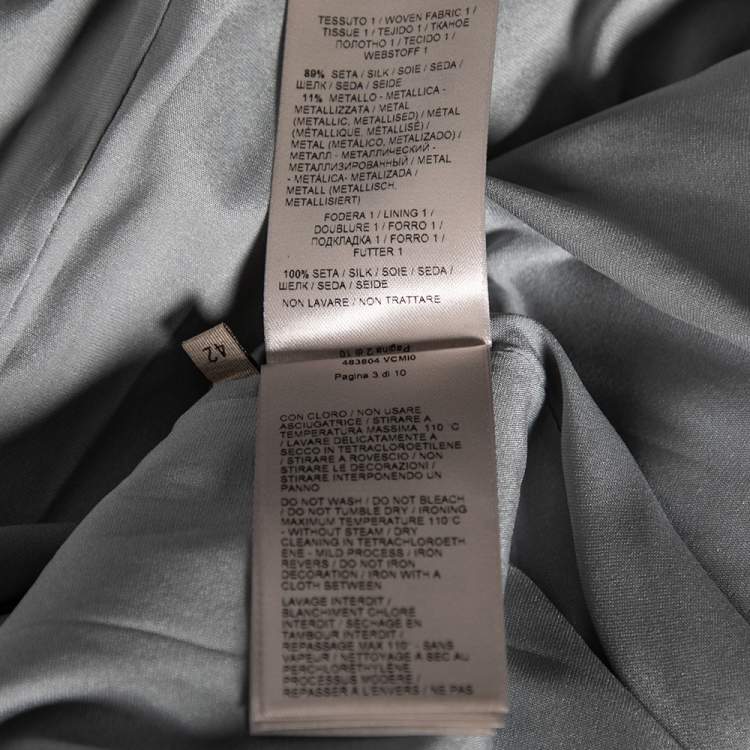 TESSUTO 1 / WOVEN FABRIC 1 /
TISSUE 1 / TEJIDO 1 / ТКАНОЕ
ПОЛОТНО 1 / TECIDO 1 /
WEBSTOFF 1
89% SETA / SILK / SOIE / SEDA /
ШЕЛК / SEDA / SEIDE
11% METALLO - METALLICA -
METALLIZZATA / METAL
(METALLIC, METALLISED) / MÉTAL
(MÉTALLIQUE, MÉTALLISÉ) /
METAL (METÁLICO, METALIZADO) /
МЕТАЛЛ - МЕТАЛЛИЧЕСКИЙ -
МЕТАЛЛИЗИРОВАННЫЙ / METAL
- METÁLICA- METALIZADA /
METALL (METALLISCH,
METALLISIERT)
FODERA 1 / LINING 1 /
DOUBLURE 1 / FORRO 1 /
ПОДКЛАДКА 1 / FORRO 1 /
FUTTER 1
100% SETA / SILK / SOIE / SEDA /
ШЕЛК / SEDA / SEIDE
NON LAVARE / NON TRATTARE
42
Pagina 2 di 10
483804 VCMI0
Pagina 3 di 10
CON CLORO / NON USARE
ASCIUGATRICE / STIRARE A
TEMPERATURA MASSIMA 110°C
/ LAVARE DELICATAMENTE A
SECCO IN TETRACLOROETILENE
/ STIRARE A ROVESCIO / NON
STIRARE LE DECORAZIONI /
STIRARE INTERPONENDO UN
PANNO
DO NOT WASH / DO NOT BLEACH
/ DO NOT TUMBLE DRY / IRONING
MAXIMUM TEMPERATURE 110°C
- WITHOUT STEAM / DRY
CLEANING IN TETRACHLOROETH
ENE - MILD PROCESS / IRON
REVERS / DO NOT IRON
DECORATION / IRON WITH A
CLOTH BETWEEN
LAVAGE INTERDIT /
BLANCHIMENT CHLORE
INTERDIT / SECHAGE EN
TAMBOUR INTERDIT /
REPASSAGE MAX 110° - SANS
VAPEUR / NETTOYAGE A SEC AU
PERCHLORÉTHYLÈNE
PROCESSUS MODÈRE /
REPASSER A L'ENVERS / NE PAS